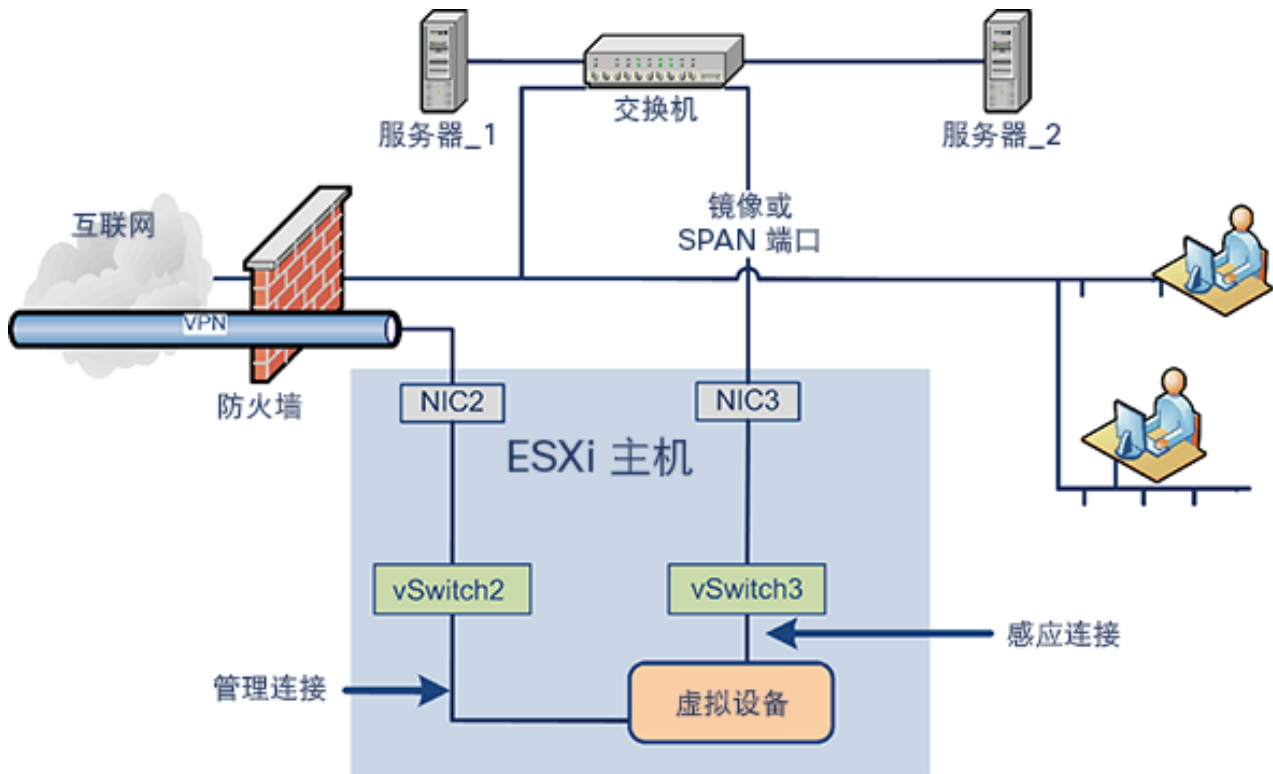 服务器_1
交换机
服务器_2
互联网
镜像或
SPAN 端口
VPN
防火墙
NIC2
NIC3
ESXi 主机
vSwitch2
vSwitch3
感应连接
管理连接
虚拟设备